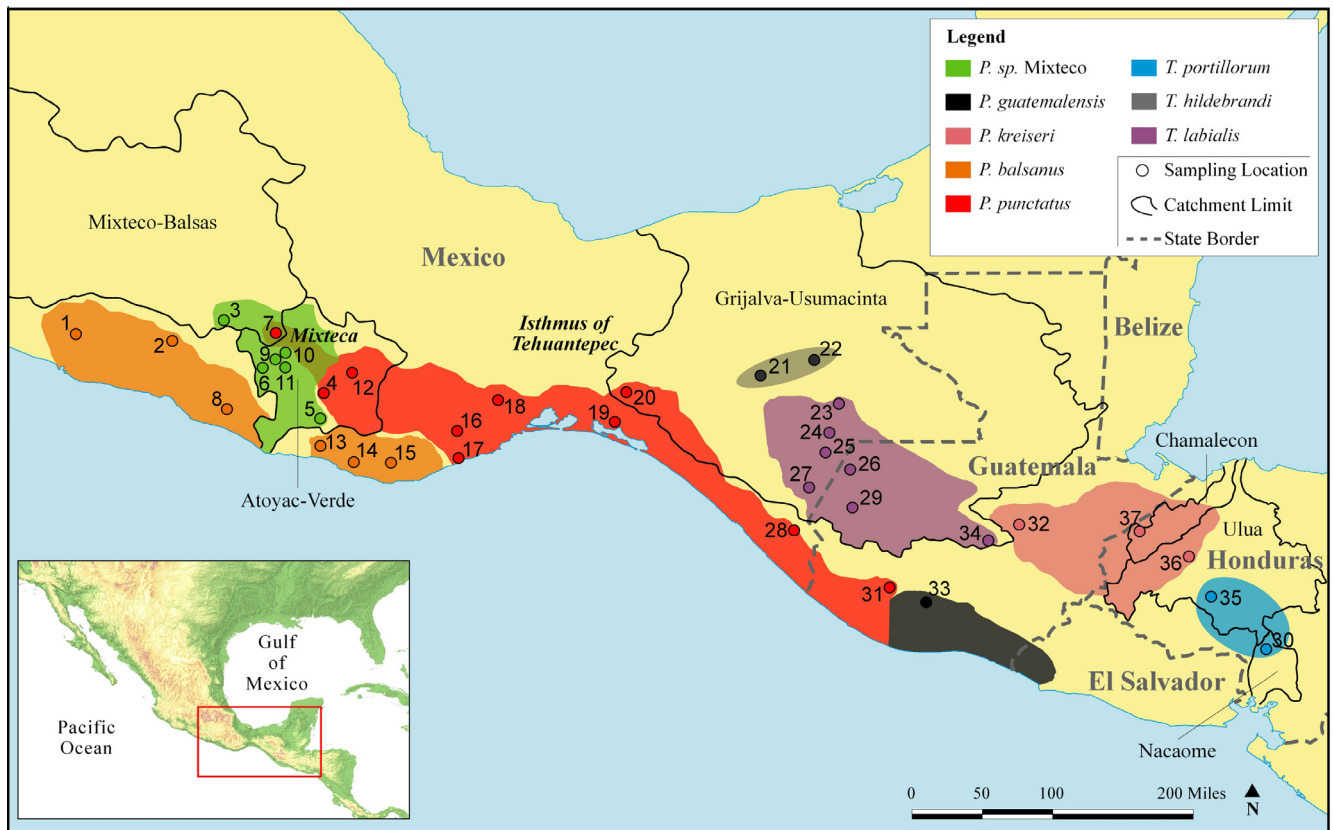 Legend
P. sp. Mixteco
P. guatemalensis
P. kreiseri
P. balsanus
P. punctatus
T. portillorum
T. hildebrandi
T. labialis
Sampling Location
Catchment Limit
State Border
Mixteco-Balsas
Mexico
Isthmus of
Tehuantepec
Grijalva-Usumacinta
Belize
1
2
3
7
Mixteca
9
10
6
11
4
12
8
5
13
14
15
16
17
18
19
20
21
22
23
24
25
26
27
29
28
34
31
33
32
37
36
35
30
Atoyac-Verde
Guatemala
Chamalecon
Ulua
Honduras
El Salvador
Nacaome
Gulf
of
Mexico
Pacific
Ocean
0 50 100 200 Miles
N